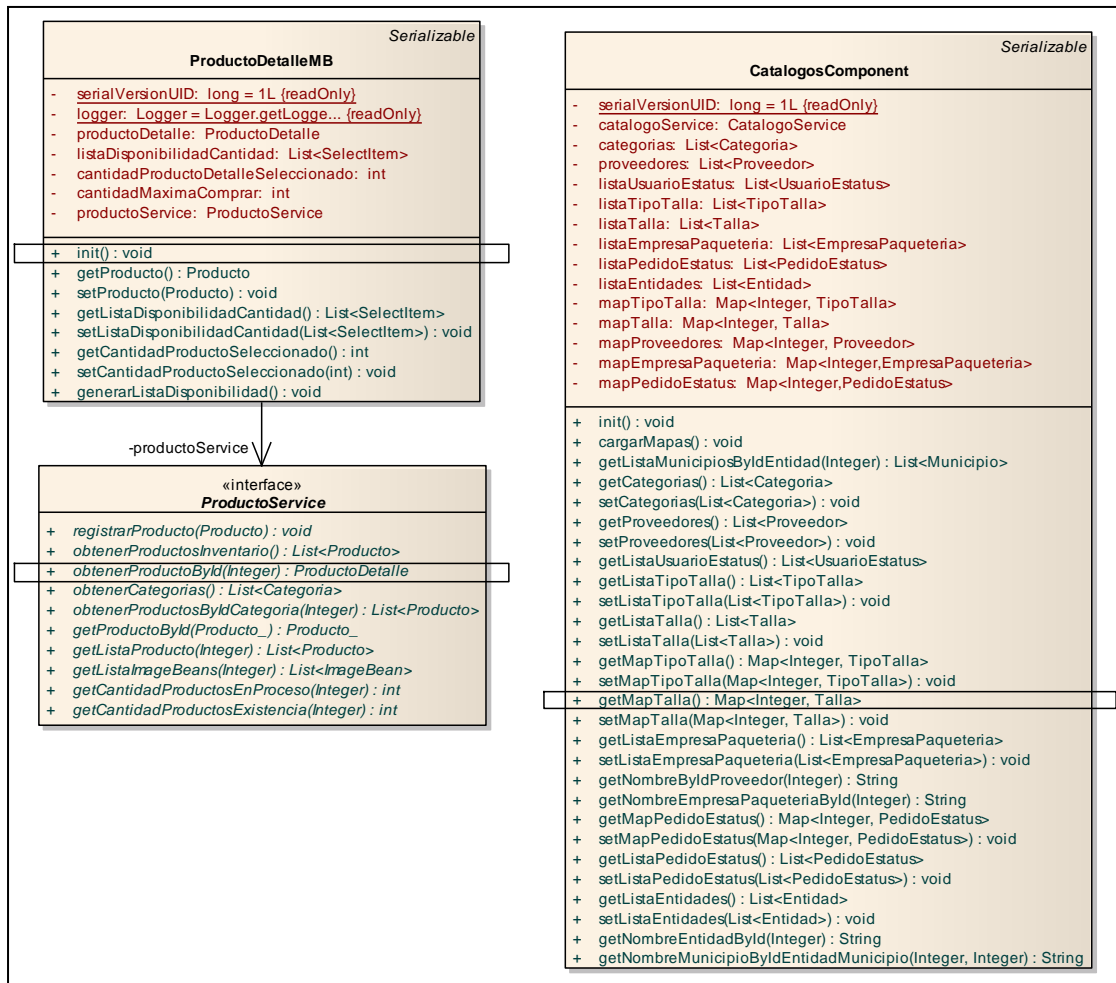 Serializable
ProductoDetalleMB
- serialVersionUID: long = 1L {readOnly}
- logger: Logger = Logger.getLogge... {readOnly}
- productoDetalle: ProductoDetalle
- listaDisponibilidadCantidad: List<SelectItem>
- cantidadProductoDetalleSeleccionado: int
- cantidadMaximaComprar: int
- productoService: ProductoService
+ init() : void
+ getProducto() : Producto
+ setProducto(Producto) : void
+ getListaDisponibilidadCantidad() : List<SelectItem>
+ setListaDisponibilidadCantidad(List<SelectItem>) : void
+ getCantidadProductoSeleccionado() : int
+ setCantidadProductoSeleccionado(int) : void
+ generarListaDisponibilidad() : void
-productoService
«interface»
ProductoService
+ registrarProducto(Producto) : void
+ obtenerProductosInventario() : List<Producto>
+ obtenerProductoById(Integer) : ProductoDetalle
+ obtenerCategorias() : List<Categoria>
+ obtenerProductosByIdCategoria(Integer) : List<Producto>
+ getProductoById(Producto_) : Producto_
+ getListaProducto(Integer) : List<Producto>
+ getListaImageBeans(Integer) : List<ImageBean>
+ getCantidadProductosEnProceso(Integer) : int
+ getCantidadProductosExistencia(Integer) : int
Serializable
CatalogosComponent
- serialVersionUID: long = 1L {readOnly}
- catalogoService: CatalogoService
- categorias: List<Categoria>
- proveedores: List<Proveedor>
- listaUsuarioEstatus: List<UsuarioEstatus>
- listaTipoTalla: List<TipoTalla>
- listaTalla: List<Talla>
- listaEmpresaPaqueteria: List<EmpresaPaqueteria>
- listaPedidoEstatus: List<PedidoEstatus>
- listaEntidades: List<Entidad>
- mapTipoTalla: Map<Integer, TipoTalla>
- mapTalla: Map<Integer, Talla>
- mapProveedores: Map<Integer, Proveedor>
- mapEmpresaPaqueteria: Map<Integer,EmpresaPaqueteria>
- mapPedidoEstatus: Map<Integer,PedidoEstatus>
+ init() : void
+ cargarMapas() : void
+ getListaMunicipiosByIdEntidad(Integer) : List<Municipio>
+ getCategorias() : List<Categoria>
+ setCategorias(List<Categoria>) : void
+ getProveedores() : List<Proveedor>
+ setProveedores(List<Proveedor>) : void
+ getListaUsuarioEstatus() : List<UsuarioEstatus>
+ getListaTipoTalla() : List<TipoTalla>
+ setListaTipoTalla(List<TipoTalla>) : void
+ getListaTalla() : List<Talla>
+ setListaTalla(List<Talla>) : void
+ getMapTipoTalla() : Map<Integer, TipoTalla>
+ setMapTipoTalla(Map<Integer, TipoTalla>) : void
+ getMapTalla() : Map<Integer, Talla>
+ setMapTalla(Map<Integer, Talla>) : void
+ getListaEmpresaPaqueteria() : List<EmpresaPaqueteria>
+ setListaEmpresaPaqueteria(List<EmpresaPaqueteria>) : void
+ getNombreByIdProveedor(Integer) : String
+ getNombreEmpresaPaqueteriaById(Integer) : String
+ getMapPedidoEstatus() : Map<Integer, PedidoEstatus>
+ setMapPedidoEstatus(Map<Integer, PedidoEstatus>) : void
+ getListaPedidoEstatus() : List<PedidoEstatus>
+ setListaPedidoEstatus(List<PedidoEstatus>) : void
+ getListaEntidades() : List<Entidad>
+ setListaEntidades(List<Entidad>) : void
+ getNombreEntidadById(Integer) : String
+ getNombreMunicipioByIdEntidadMunicipio(Integer, Integer) : String